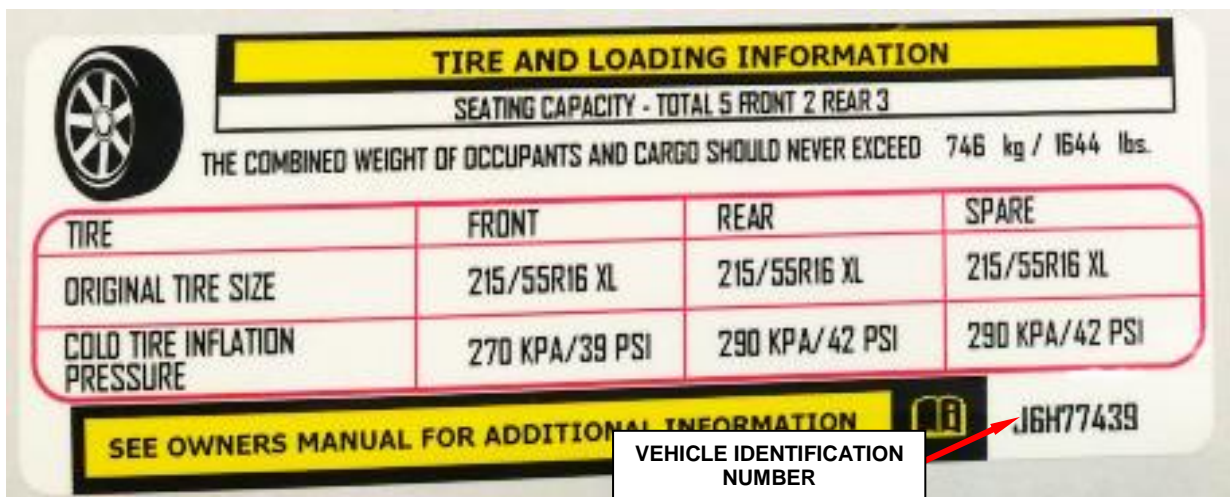 TIRE AND LOADING INFORMATION
SEATING CAPACITY - TOTAL 5 FRONT 2 REAR 3
THE COMBINED WEIGHT OF OCCUPANTS AND CARGO SHOULD NEVER EXCEED 746 kg / 1644 lbs.
TIRE FRONT REAR SPARE
ORIGINAL TIRE SIZE 215/55R16 XL 215/55R16 XL 215/55R16 XL
COLD TIRE INFLATION
PRESSURE 270 KPA/39 PSI 290 KPA/42 PSI 290 KPA/42 PSI
SEE OWNERS MANUAL FOR ADDITIONAL INFORMATION J6H77439
VEHICLE IDENTIFICATION
NUMBER